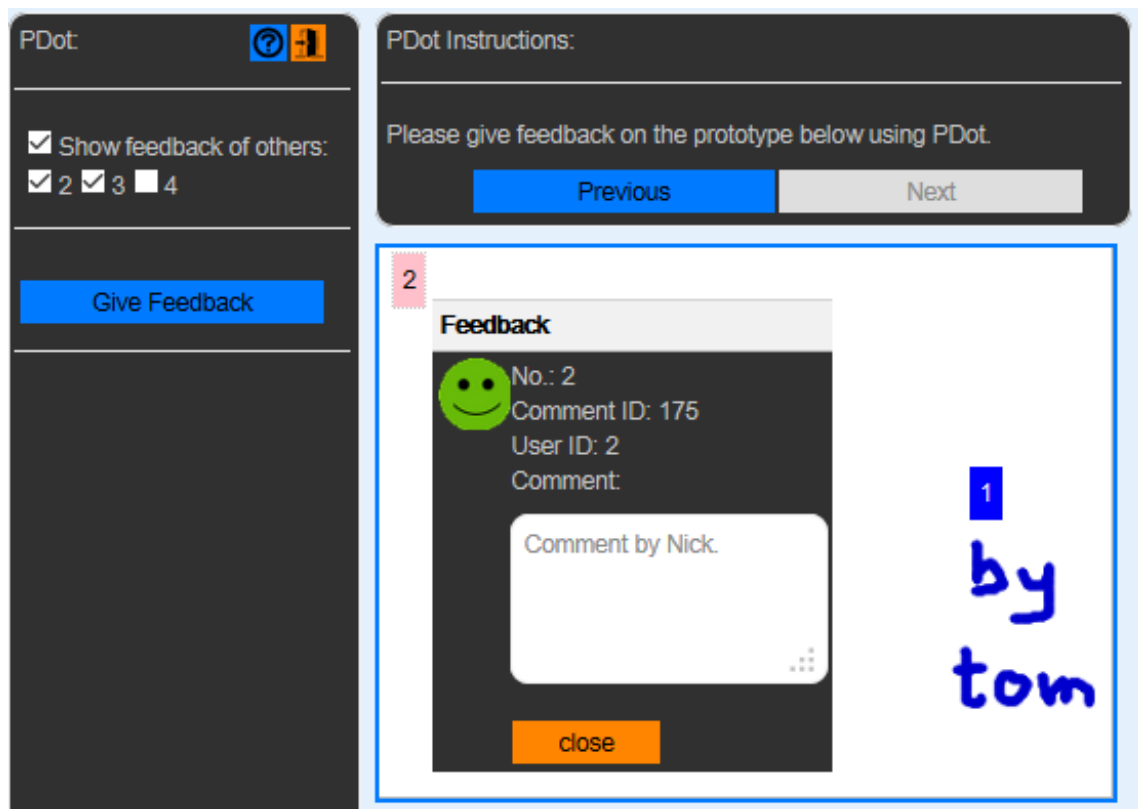 PDot:
Show feedback of others:
2 3 4
Give Feedback
PDot Instructions:
Please give feedback on the prototype below using PDot.
Previous Next
2
Feedback
No.: 2
Comment ID: 175
User ID: 2
Comment:
Comment by Nick.
close
1
by
tom